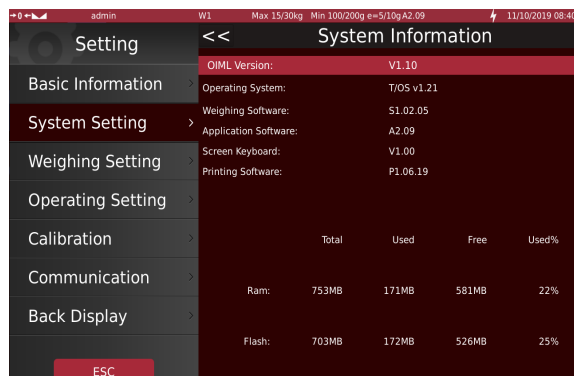 →0← admin W1 Max 15/30kg Min 100/200g e=5/10g A2.09 11/10/2019 08:40
Setting
<< System Information
Basic Information >
System Setting >
Weighing Setting >
Operating Setting >
Calibration >
Communication >
Back Display >
ESC
OIML Version: V1.10
Operating System: T/OS v1.21
Weighing Software: S1.02.05
Application Software: A2.09
Screen Keyboard: V1.00
Printing Software: P1.06.19
Total Used Free Used%
Ram: 753MB 171MB 581MB 22%
Flash: 703MB 172MB 526MB 25%